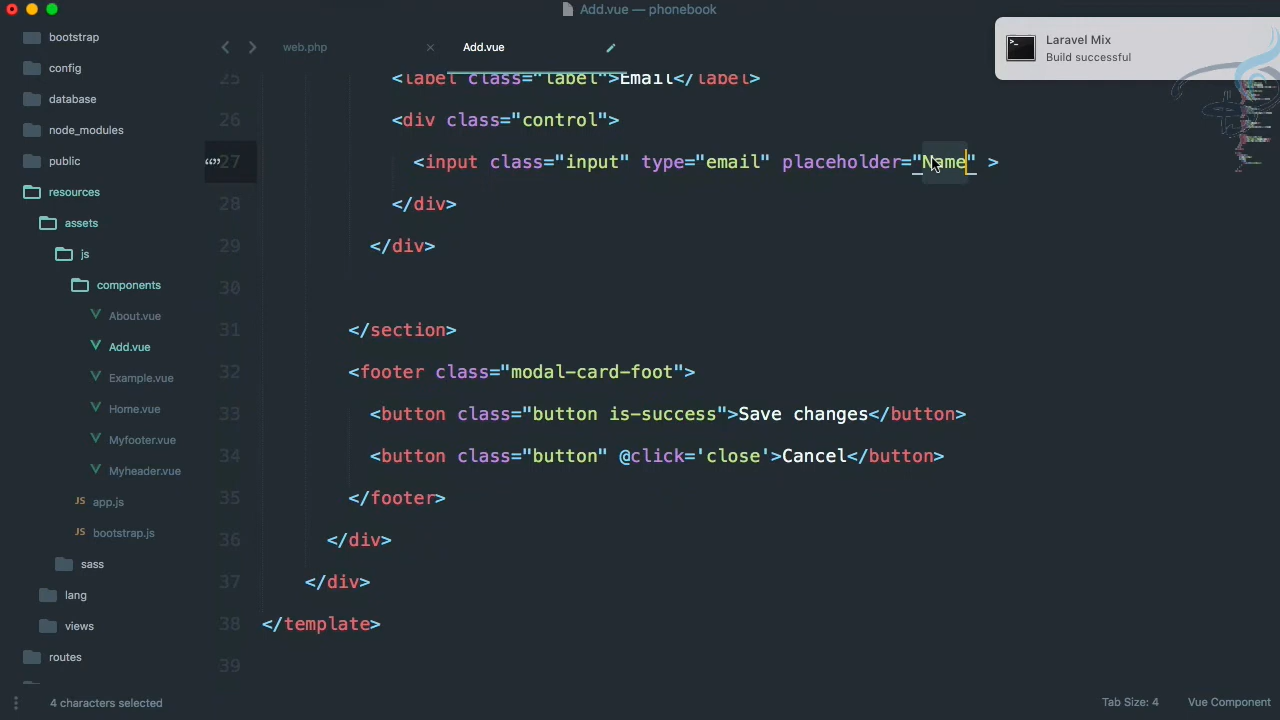 Add.vue — phonebook
bootstrap
config
database
node_modules
public
resources
assets
js
components
About.vue
Add.vue
Example.vue
Home.vue
Myfooter.vue
Myheader.vue
app.js
bootstrap.js
sass
lang
views
routes
web.php
Add.vue
Laravel Mix
Build successful
25 <label class="label">Email</label>
26 <div class="control">
27 <input class="input" type="email" placeholder="Name" >
28 </div>
29 </div>
30
31 </section>
32 <footer class="modal-card-foot">
33 <button class="button is-success">Save changes</button>
34 <button class="button" @click='close'>Cancel</button>
35 </footer>
36 </div>
37 </div>
38 </template>
39
4 characters selected
Tab Size: 4
Vue Component